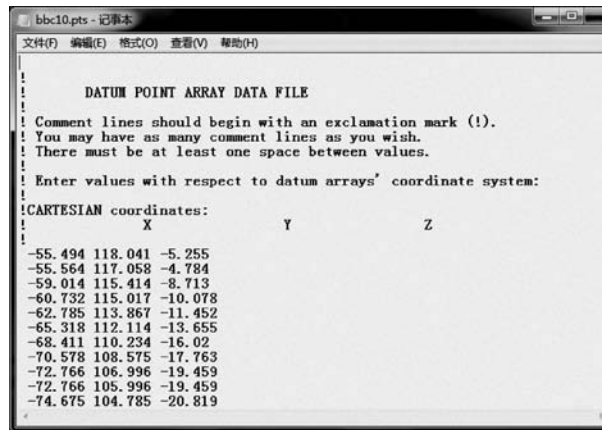 bbc10.pts - 记事本
文件(F) 编辑(E) 格式(O) 查看(V) 帮助(H)
!
! DATUM POINT ARRAY DATA FILE
!
! Comment lines should begin with an exclamation mark (!).
! You may have as many comment lines as you wish.
! There must be at least one space between values.
!
! Enter values with respect to datum arrays' coordinate system:
!
!CARTESIAN coordinates:
! X Y Z
!
-55.494 118.041 -5.255
-55.564 117.058 -4.784
-59.014 115.414 -8.713
-60.732 115.017 -10.078
-62.785 113.867 -11.452
-65.318 112.114 -13.655
-68.411 110.234 -16.02
-70.578 108.575 -17.763
-72.766 106.996 -19.459
-72.766 105.996 -19.459
-74.675 104.785 -20.819